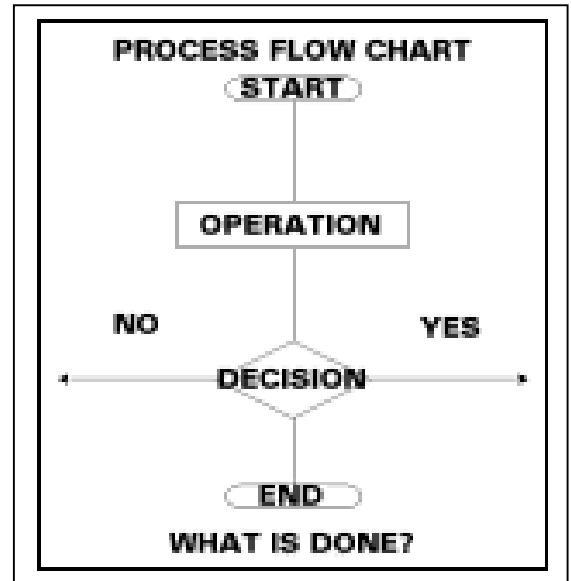 PROCESS FLOW CHART
START
OPERATION
NO YES
DECISION
END
WHAT IS DONE?